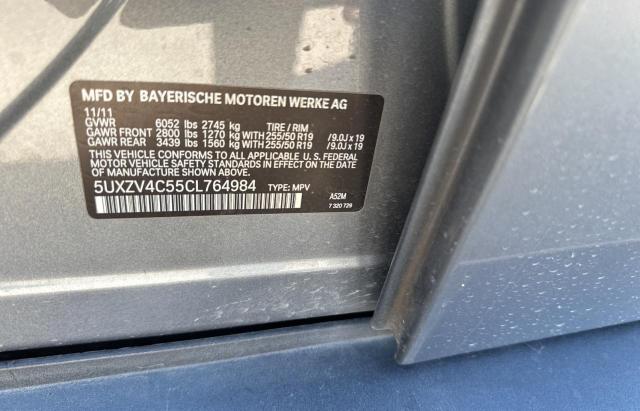 MFD BY BAYERISCHE MOTOREN WERKE AG
11/11
GVWR 6052 lbs 2745 kg TIRE / RIM
GAWR FRONT 2800 lbs 1270 kg WITH 255/50 R19 / 9.0J x 19
GAWR REAR 3439 lbs 1560 kg WITH 255/50 R19 / 9.0J x 19
THIS VEHICLE CONFORMS TO ALL APPLICABLE U. S. FEDERAL
MOTOR VEHICLE SAFETY STANDARDS IN EFFECT ON THE DATE
OF MANUFACTURE SHOWN ABOVE.
5UXZV4C55CL764984 TYPE: MPV
A52M
7 320 729